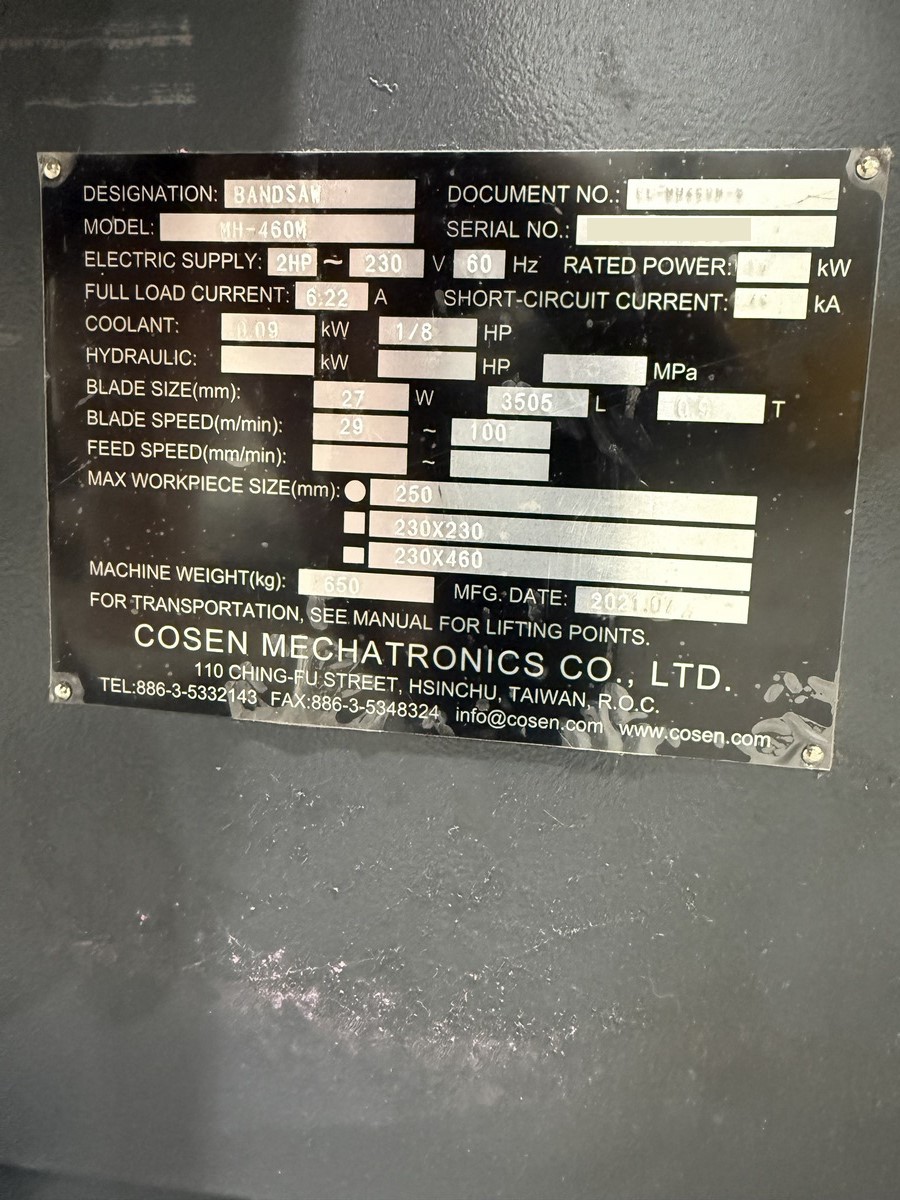 DESIGNATION: BANDSAW DOCUMENT NO.:
MODEL: MH-460M SERIAL NO.:
ELECTRIC SUPPLY: 2HP ~ 230 V 60 Hz RATED POWER: kW
FULL LOAD CURRENT: 6.22 A SHORT-CIRCUIT CURRENT: kA
COOLANT: 0.09 kW 1/8 HP
HYDRAULIC: kW HP MPa
BLADE SIZE(mm): 27 W 3505 L 0.9 T
BLADE SPEED(m/min): 29 ~ 100
FEED SPEED(mm/min): ~
MAX WORKPIECE SIZE(mm): 250
230X230
230X460
MACHINE WEIGHT(kg): 650 MFG. DATE: 2021.07
FOR TRANSPORTATION, SEE MANUAL FOR LIFTING POINTS.
COSEN MECHATRONICS CO., LTD.
110 CHING-FU STREET, HSINCHU, TAIWAN, R.O.C.
TEL:886-3-5332143 FAX:886-3-5348324 info@cosen.com www.cosen.com